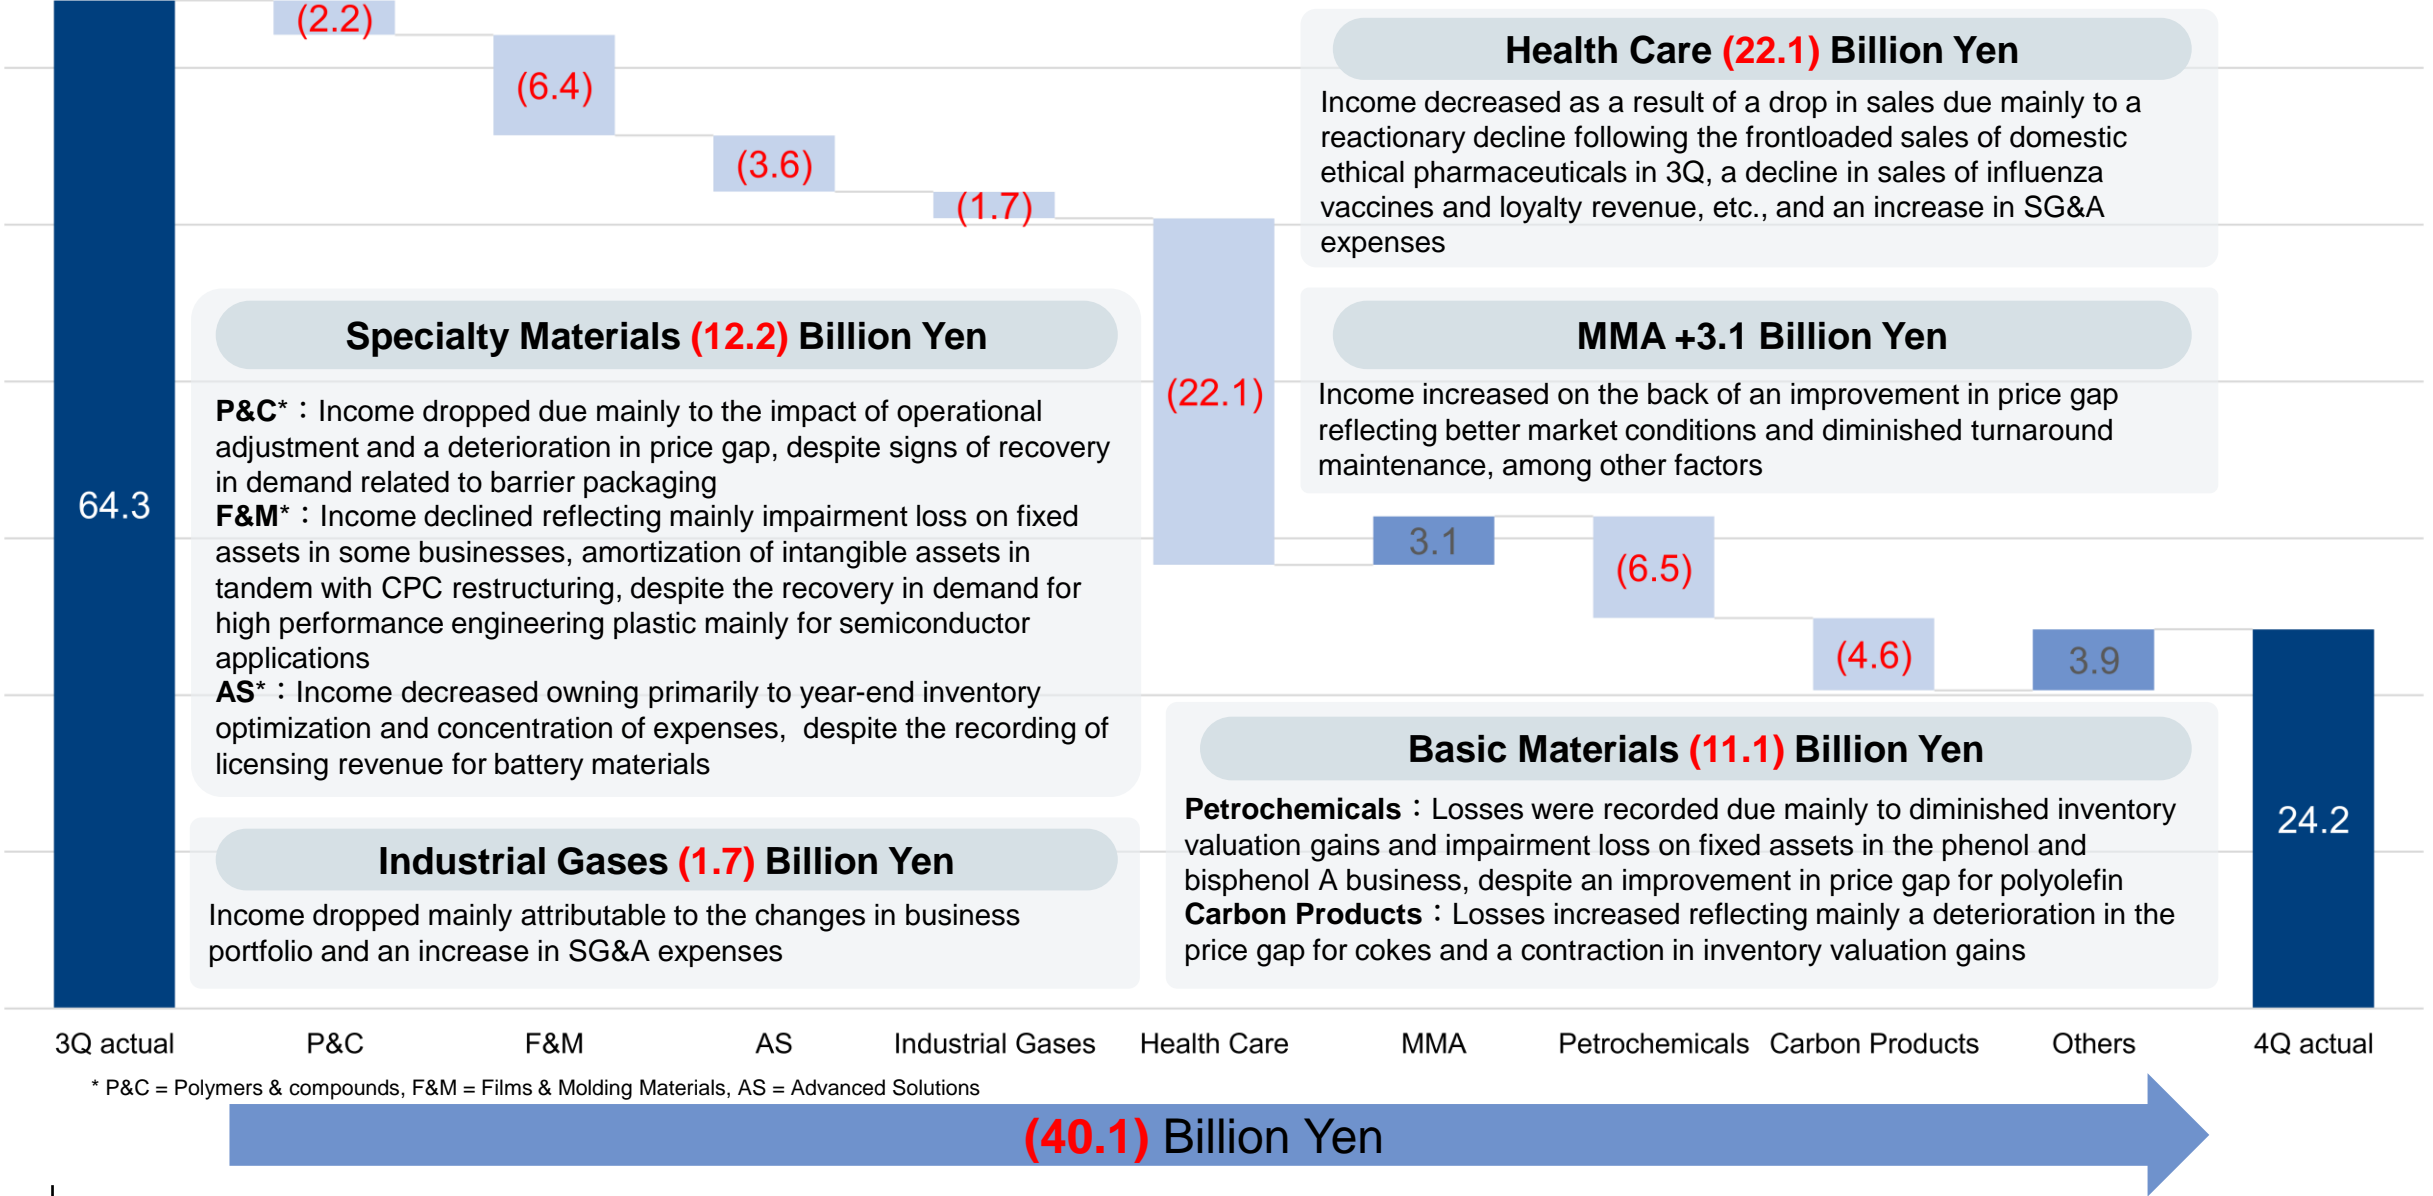 (2.2)
(6.4)
(3.6)
(1.7)
(22.1)
3.1
(6.5)
(4.6)
3.9
64.3
24.2
Health Care (22.1) Billion Yen
Income decreased as a result of a drop in sales due mainly to a
reactionary decline following the frontloaded sales of domestic
ethical pharmaceuticals in 3Q, a decline in sales of influenza
vaccines and loyalty revenue, etc., and an increase in SG&A
expenses
Specialty Materials (12.2) Billion Yen
P&C*：Income dropped due mainly to the impact of operational
adjustment and a deterioration in price gap, despite signs of recovery
in demand related to barrier packaging
F&M*：Income declined reflecting mainly impairment loss on fixed
assets in some businesses, amortization of intangible assets in
tandem with CPC restructuring, despite the recovery in demand for
high performance engineering plastic mainly for semiconductor
applications
AS*：Income decreased owning primarily to year-end inventory
optimization and concentration of expenses, despite the recording of
licensing revenue for battery materials
MMA +3.1 Billion Yen
Income increased on the back of an improvement in price gap
reflecting better market conditions and diminished turnaround
maintenance, among other factors
Industrial Gases (1.7) Billion Yen
Income dropped mainly attributable to the changes in business
portfolio and an increase in SG&A expenses
Basic Materials (11.1) Billion Yen
Petrochemicals：Losses were recorded due mainly to diminished inventory
valuation gains and impairment loss on fixed assets in the phenol and
bisphenol A business, despite an improvement in price gap for polyolefin
Carbon Products：Losses increased reflecting mainly a deterioration in the
price gap for cokes and a contraction in inventory valuation gains
3Q actual P&C F&M AS Industrial Gases Health Care MMA Petrochemicals Carbon Products Others 4Q actual
* P&C = Polymers & compounds, F&M = Films & Molding Materials, AS = Advanced Solutions
(40.1) Billion Yen